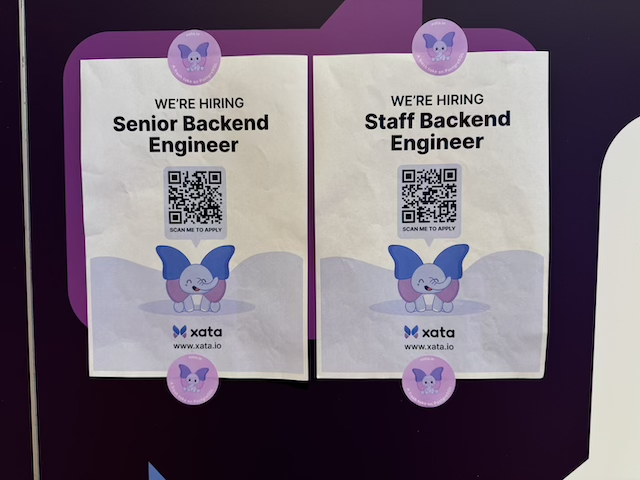 WE'RE HIRING
Senior Backend
Engineer
SCAN ME TO APPLY
xata
www.xata.io
WE'RE HIRING
Staff Backend
Engineer
SCAN ME TO APPLY
xata
www.xata.io